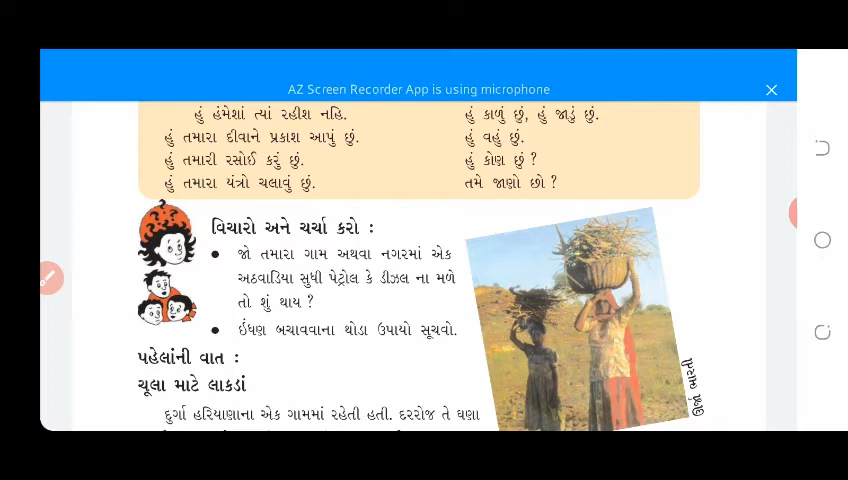 AZ Screen Recorder App is using microphone
હું હંમેશાં ત્યાં રહીશ નહિ.
હું તમારા દીવાને પ્રકાશ આપું છું.
હું તમારી રસોઈ કરું છું.
હું તમારા યંત્રો ચલાવું છું.
હું કાળું છું, હું જાડું છું.
હું વહું છું.
હું કોણ છું ?
તમે જાણો છો ?
વિચારો અને ચર્ચા કરો :
● જો તમારા ગામ અથવા નગરમાં એક
અઠવાડિયા સુધી પેટ્રોલ કે ડીઝલ ના મળે
તો શું થાય ?
● ઇંધણ બચાવવાના થોડા ઉપાયો સૂચવો.
ઊર્જા ભારતી
પહેલાંની વાત :
ચૂલા માટે લાકડાં
દુર્ગા હરિયાણાના એક ગામમાં રહેતી હતી. દરરોજ તે ઘણા